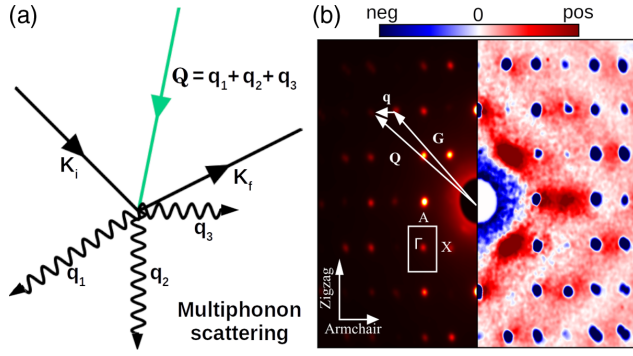 (a)
Q = q1 + q2 + q3
Ki
Kf
q3
q1
q2
Multiphonon
scattering
(b)
neg 0 pos
q
G
Q
A
Γ X
Zigzag
Armchair